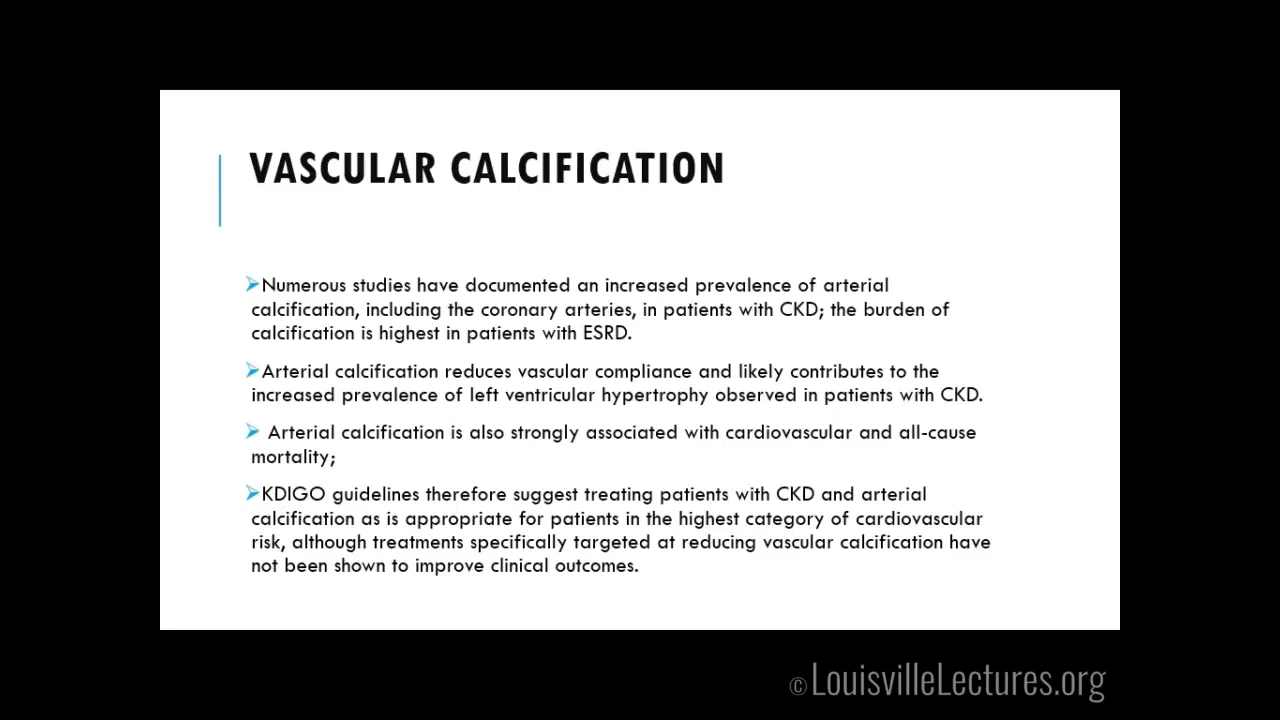 VASCULAR CALCIFICATION
Numerous studies have documented an increased prevalence of arterial
calcification, including the coronary arteries, in patients with CKD; the burden of
calcification is highest in patients with ESRD.
Arterial calcification reduces vascular compliance and likely contributes to the
increased prevalence of left ventricular hypertrophy observed in patients with CKD.
Arterial calcification is also strongly associated with cardiovascular and all-cause
mortality;
KDIGO guidelines therefore suggest treating patients with CKD and arterial
calcification as is appropriate for patients in the highest category of cardiovascular
risk, although treatments specifically targeted at reducing vascular calcification have
not been shown to improve clinical outcomes.
© LouisvilleLectures.org